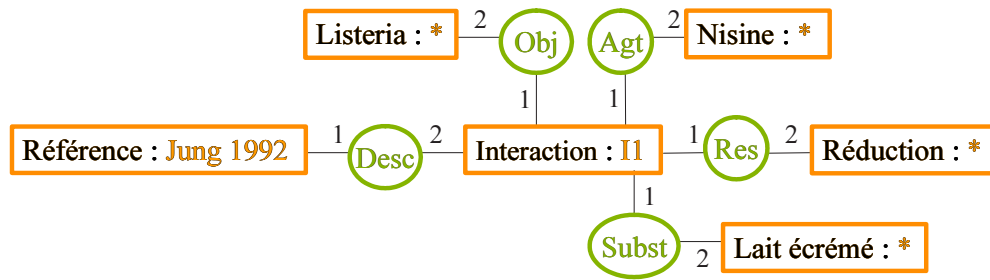 Listeria : * 2 Obj Agt 2 Nisine : *
1 1
Référence : Jung 1992 1 Desc 2 Interaction : I1 1 Res 2 Réduction : *
1
Subst 2 Lait écrémé : *